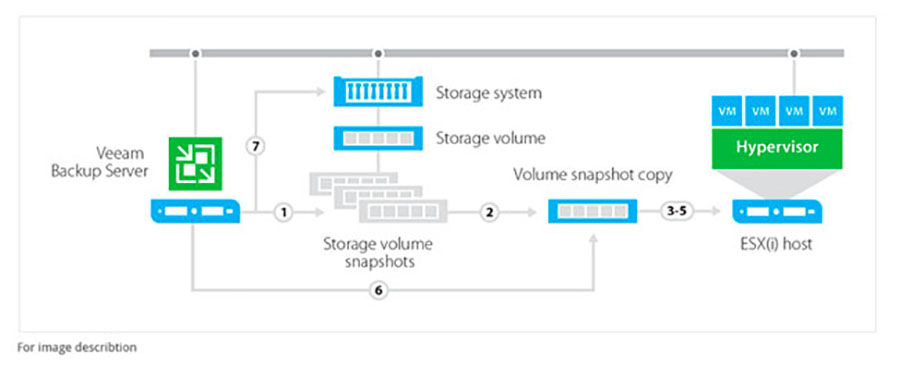 Storage system
VM VM VM VM
Storage volume
Hypervisor
7
Veeam
Backup Server
Volume snapshot copy
1
2
3-5
Storage volume
snapshots
ESX(i) host
6
For image describtion